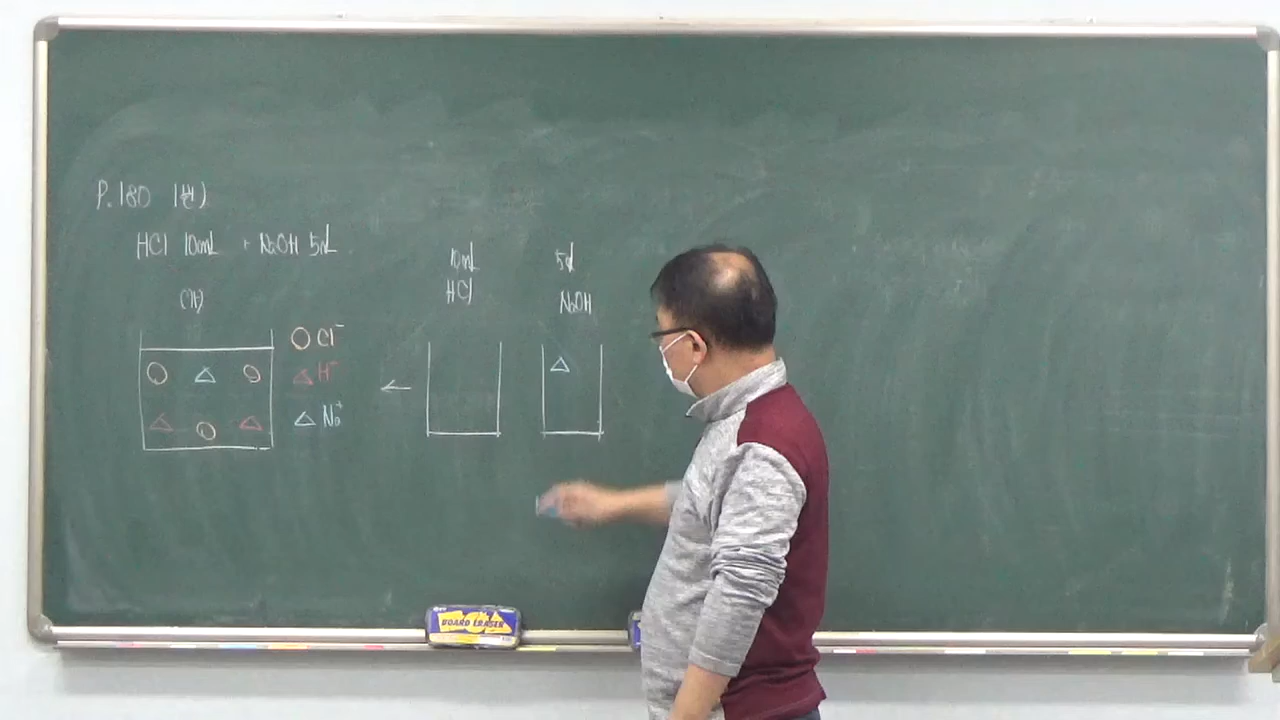 P. 180 1번)
HCl 10mL + NaOH 5mL
(가)
Cl⁻
H⁺
Na⁺
10mL
HCl
5mL
NaOH
BOARD ERASER